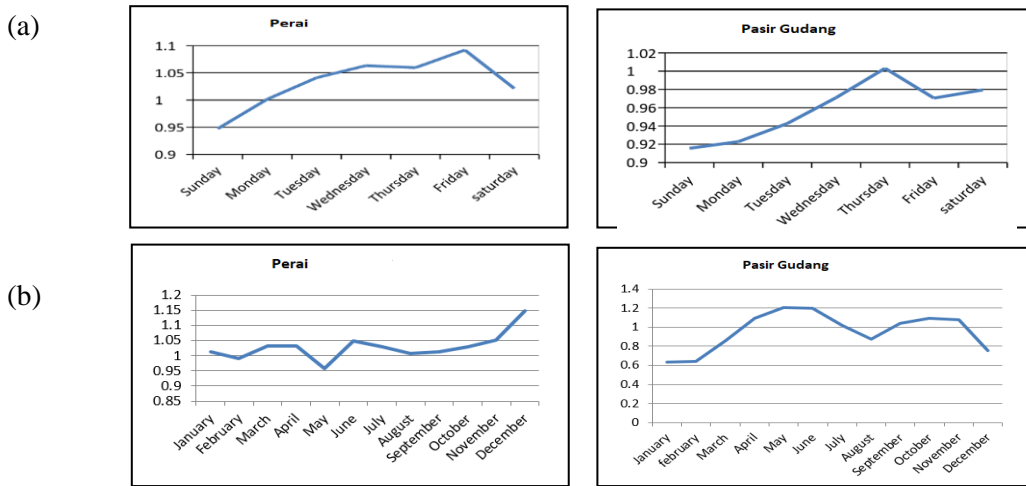 (a)
Perai
1.1
1.05
1
0.95
0.9
Sunday
Monday
Tuesday
Wednesday
Thursday
Friday
saturday
Pasir Gudang
1.02
1
0.98
0.96
0.94
0.92
0.9
Sunday
Monday
Tuesday
Wednesday
Thursday
Friday
saturday
(b)
Perai
1.2
1.15
1.1
1.05
1
0.95
0.9
0.85
January
February
March
April
May
June
July
August
September
October
November
December
Pasir Gudang
1.4
1.2
1
0.8
0.6
0.4
0.2
0
January
february
March
April
May
June
July
August
September
October
November
December